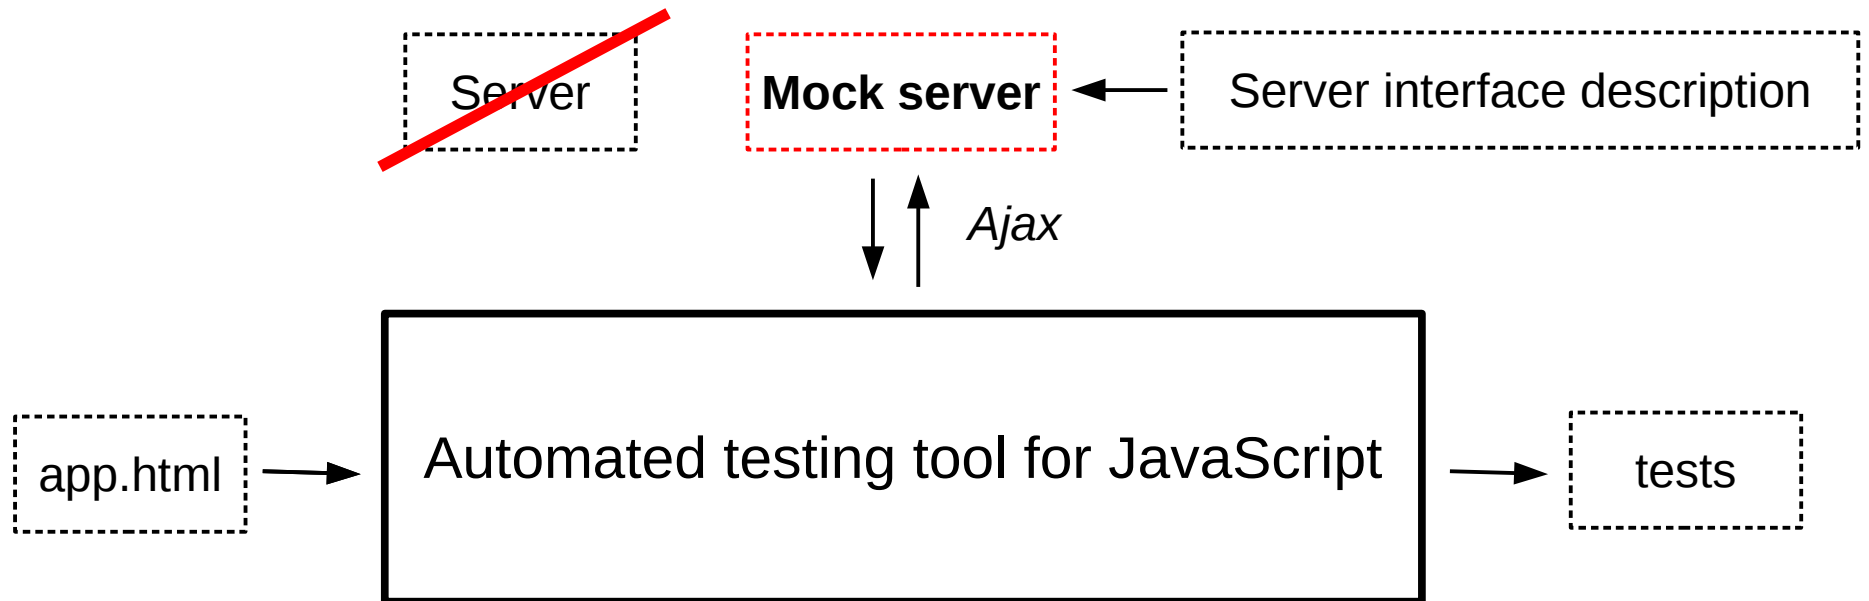 Server
Mock server
Server interface description
Ajax
app.html
Automated testing tool for JavaScript
tests